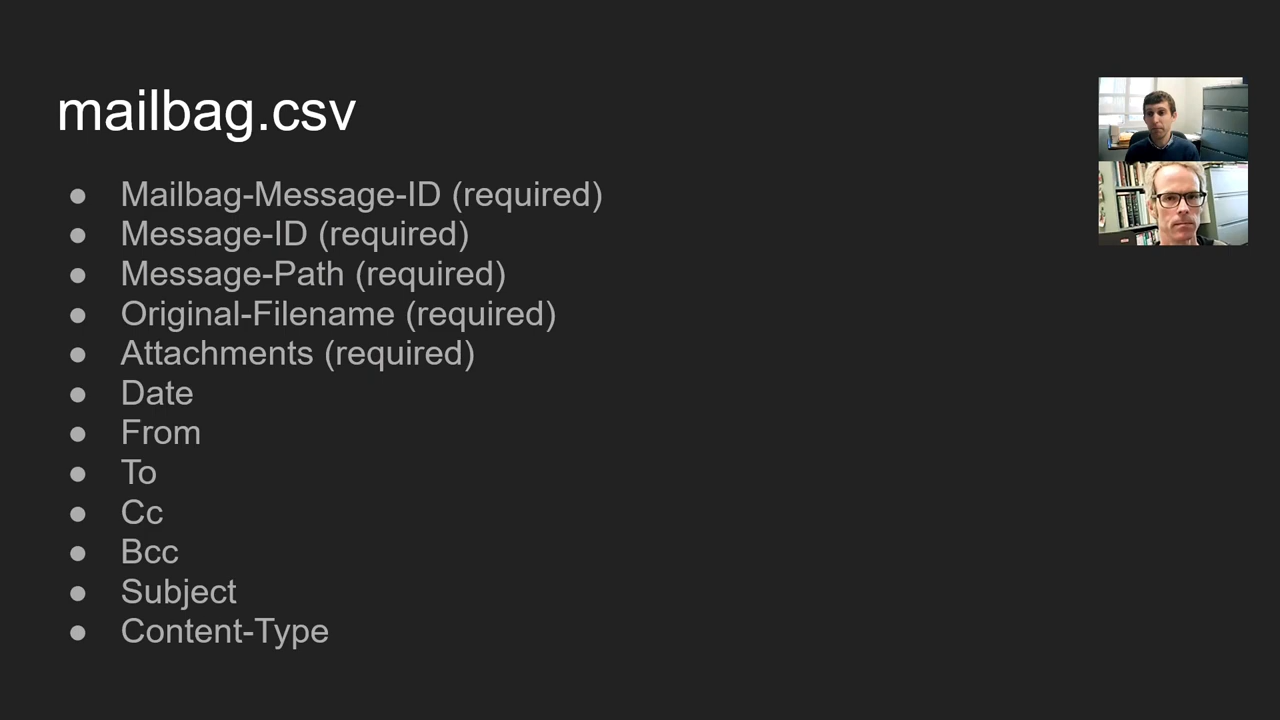 mailbag.csv
● Mailbag-Message-ID (required)
● Message-ID (required)
● Message-Path (required)
● Original-Filename (required)
● Attachments (required)
● Date
● From
● To
● Cc
● Bcc
● Subject
● Content-Type